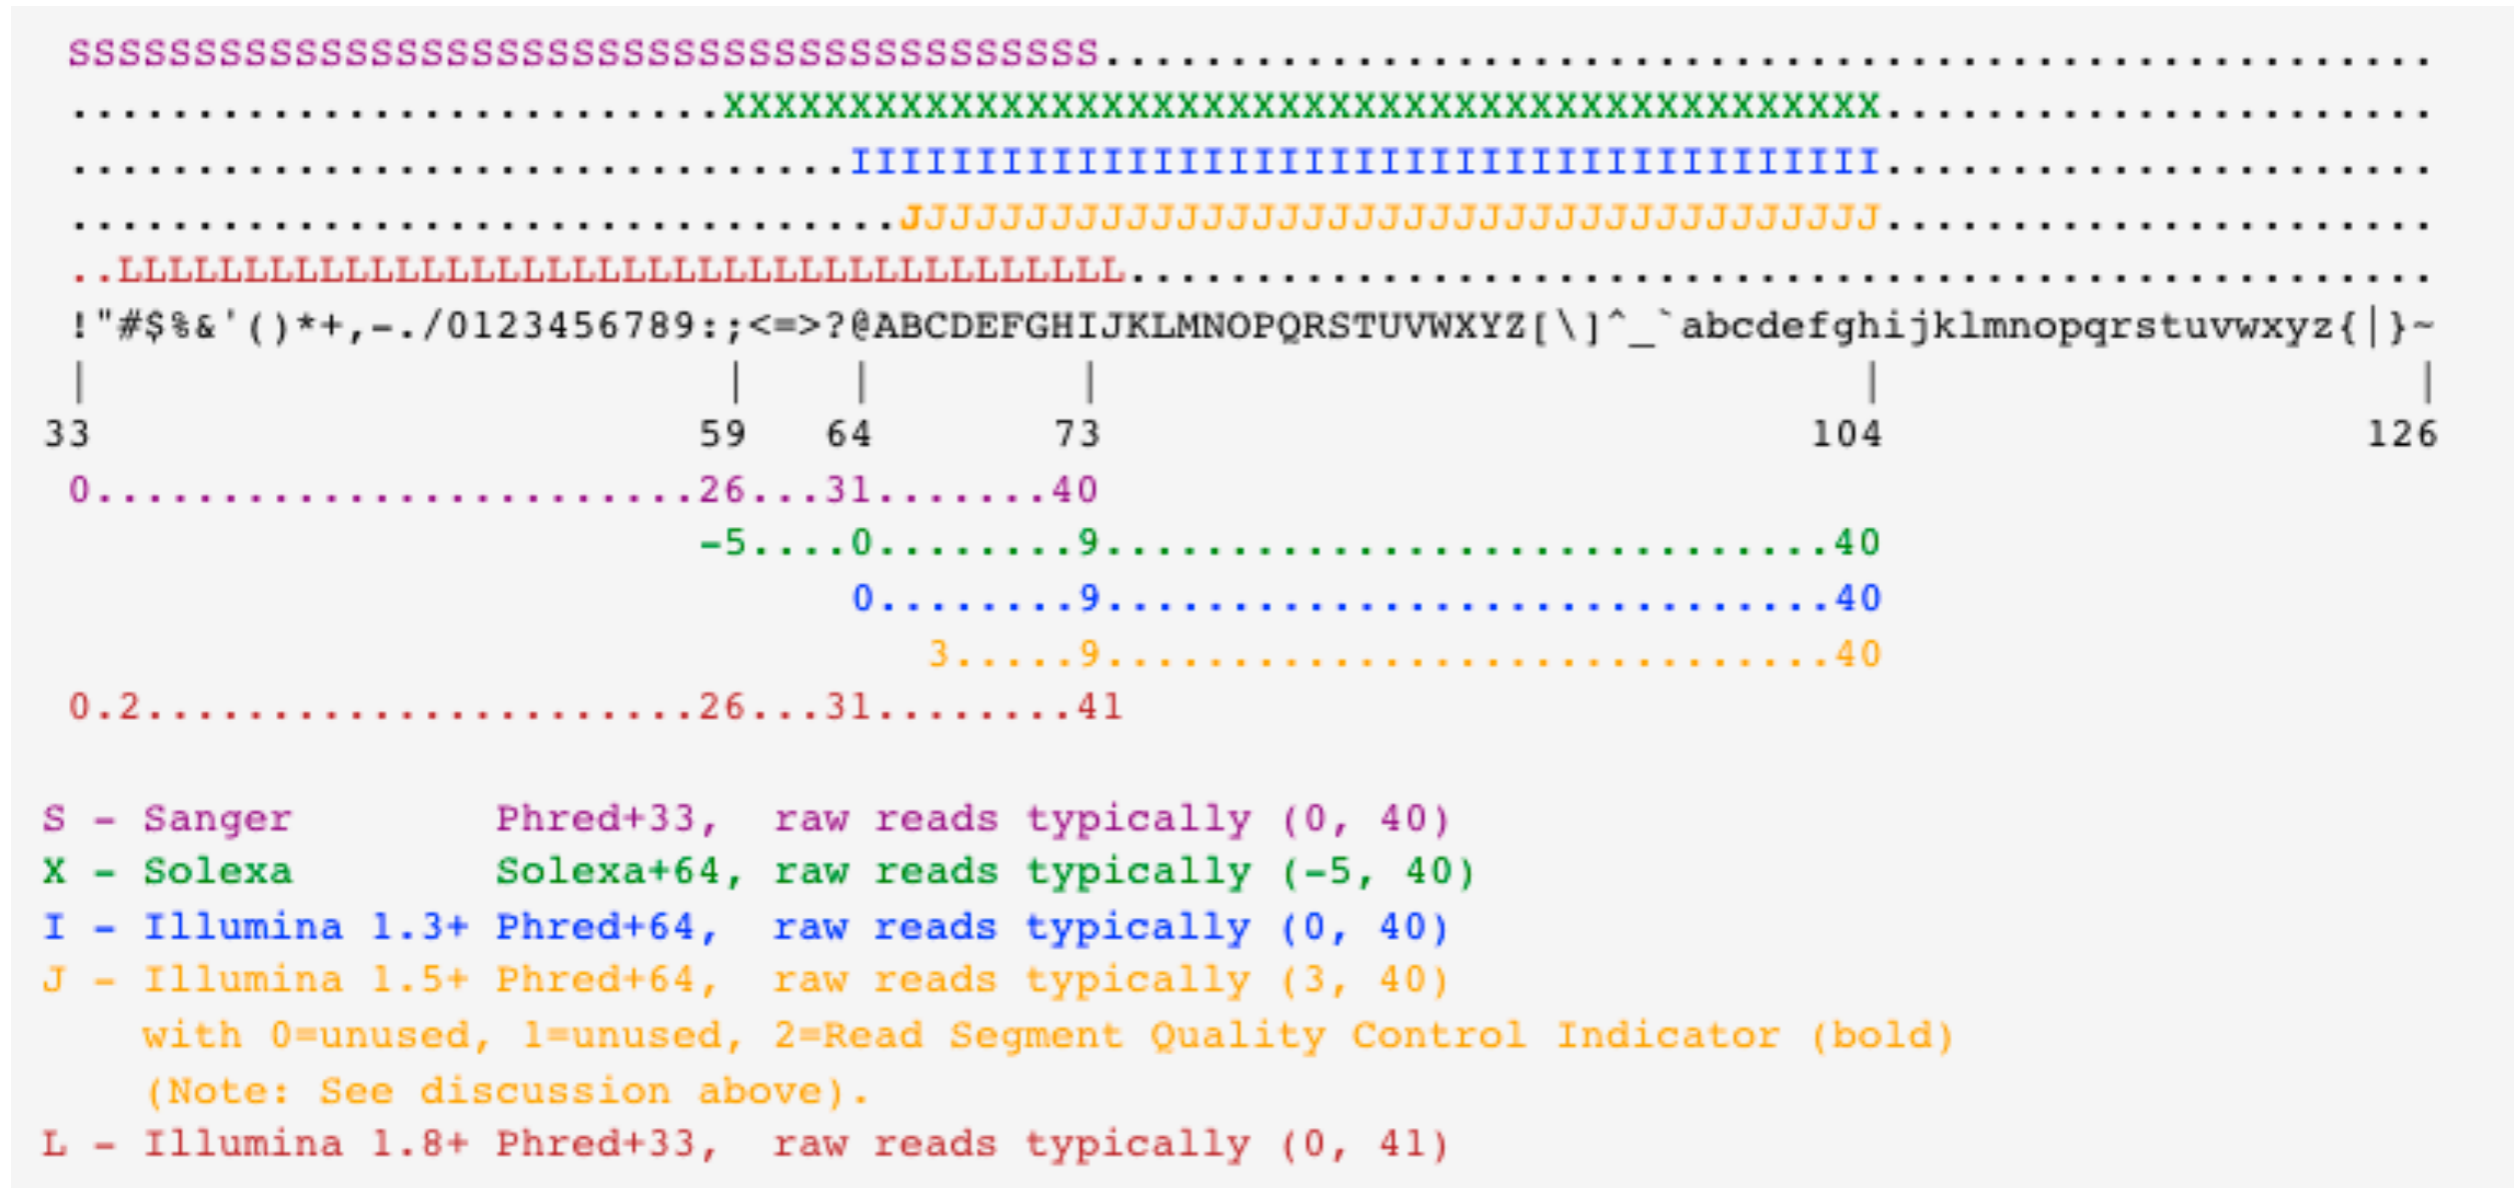 SSSSSSSSSSSSSSSSSSSSSSSSSSSSSSSSSSSSSSSSS.....................................................
..........................XXXXXXXXXXXXXXXXXXXXXXXXXXXXXXXXXXXXXXXXXXXXXX......................
...............................IIIIIIIIIIIIIIIIIIIIIIIIIIIIIIIIIIIIIIIII......................
.................................JJJJJJJJJJJJJJJJJJJJJJJJJJJJJJJJJJJJJJJ......................
..LLLLLLLLLLLLLLLLLLLLLLLLLLLLLLLLLLLLLLLL....................................................
!"#$%&'()*+,-./0123456789:;<=>?@ABCDEFGHIJKLMNOPQRSTUVWXYZ[\]^_`abcdefghijklmnopqrstuvwxyz{|}~
| | | | | |
33 59 64 73 104 126
0........................26...31.......40
-5....0........9.............................40
0........9.............................40
3.....9.............................40
0.2......................26...31........41
S - Sanger Phred+33, raw reads typically (0, 40)
X - Solexa Solexa+64, raw reads typically (-5, 40)
I - Illumina 1.3+ Phred+64, raw reads typically (0, 40)
J - Illumina 1.5+ Phred+64, raw reads typically (3, 40)
with 0=unused, 1=unused, 2=Read Segment Quality Control Indicator (bold)
(Note: See discussion above).
L - Illumina 1.8+ Phred+33, raw reads typically (0, 41)